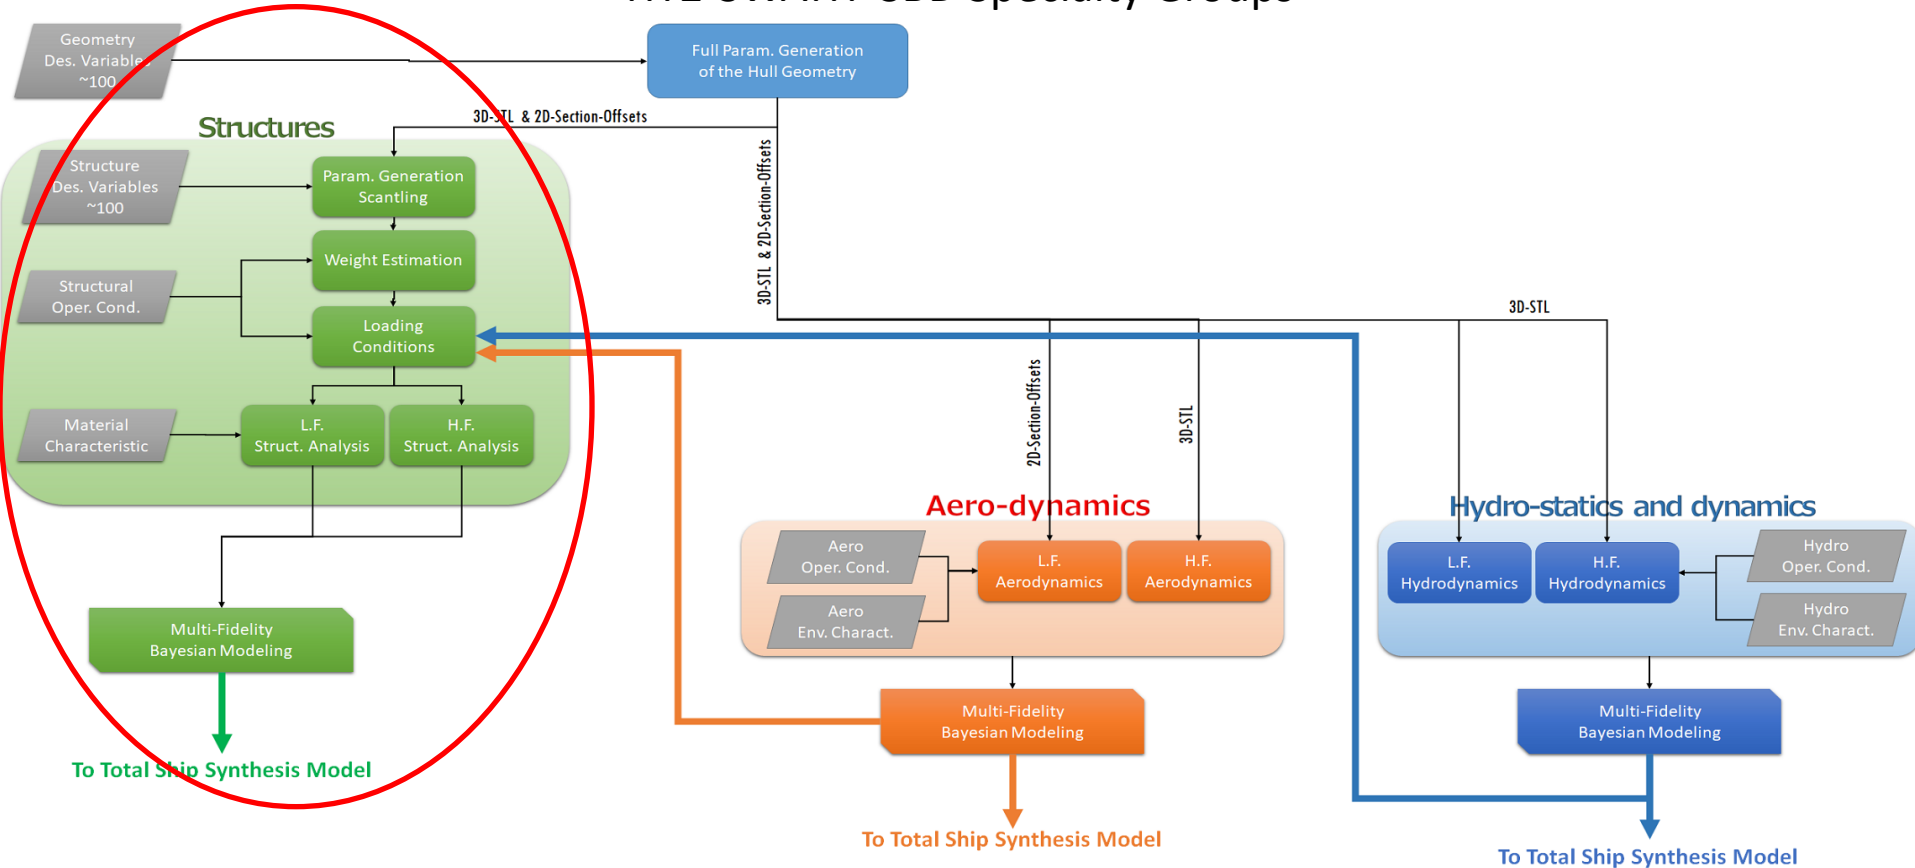 Specialty Groups
Geometry
Des. Variables
~100
Full Param. Generation
of the Hull Geometry
3D-STL & 2D-Section-Offsets
Structures
Structure
Des. Variables
~100
Param. Generation
Scantling
Weight Estimation
Structural
Oper. Cond.
Loading
Conditions
Material
Characteristic
L.F.
Struct. Analysis
H.F.
Struct. Analysis
Multi-Fidelity
Bayesian Modeling
To Total Ship Synthesis Model
3D-STL & 2D-Section-Offsets
3D-STL
2D-Section-Offsets
3D-STL
Aero-dynamics
Aero
Oper. Cond.
Aero
Env. Charact.
L.F.
Aerodynamics
H.F.
Aerodynamics
Multi-Fidelity
Bayesian Modeling
To Total Ship Synthesis Model
Hydro-statics and dynamics
L.F.
Hydrodynamics
H.F.
Hydrodynamics
Hydro
Oper. Cond.
Hydro
Env. Charact.
Multi-Fidelity
Bayesian Modeling
To Total Ship Synthesis Model